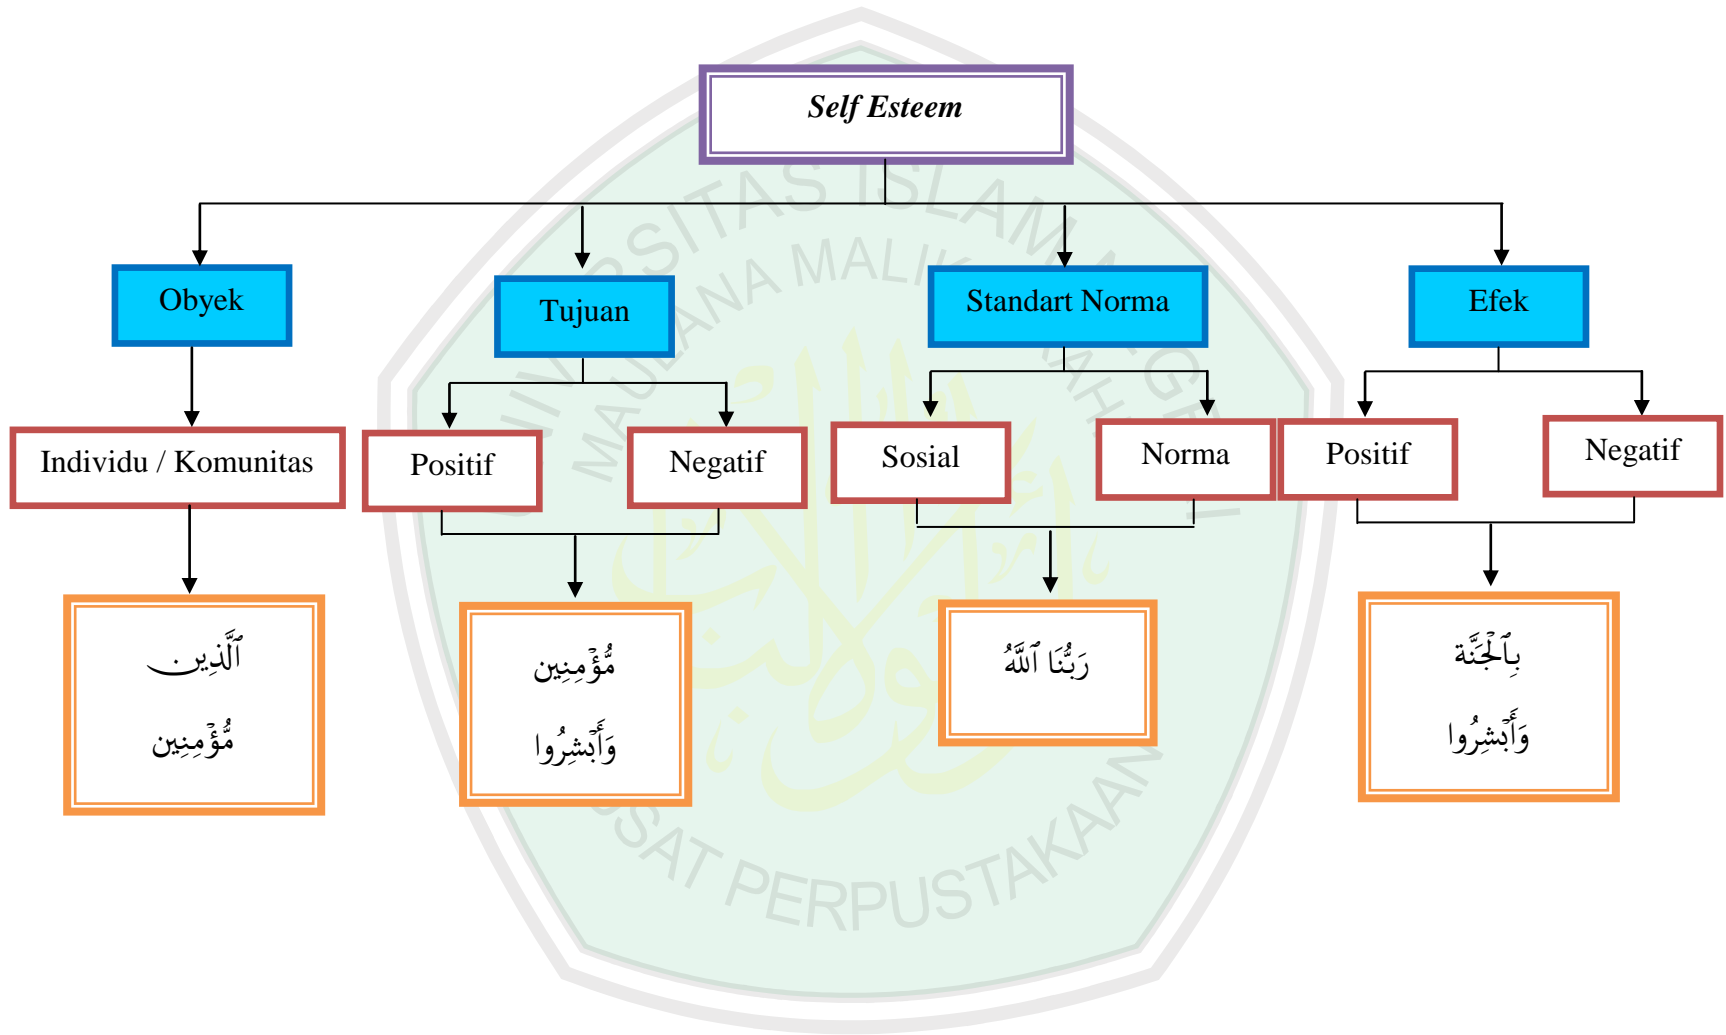 Self Esteem
Obyek
Tujuan
Standart Norma
Efek
Individu / Komunitas
Positif
Negatif
Sosial
Norma
Positif
Negatif
ٱلَّذِين
مُّؤْمِنِين
مُّؤْمِنِين
وَأَبْشِرُوا
رَبُّنَا ٱللَّهُ
بِٱلْجَنَّة
وَأَبْشِرُوا
UNIVERSITAS ISLAM NEGERI
MAULANA MALIK IBRAHIM
PUSAT PERPUSTAKAAN